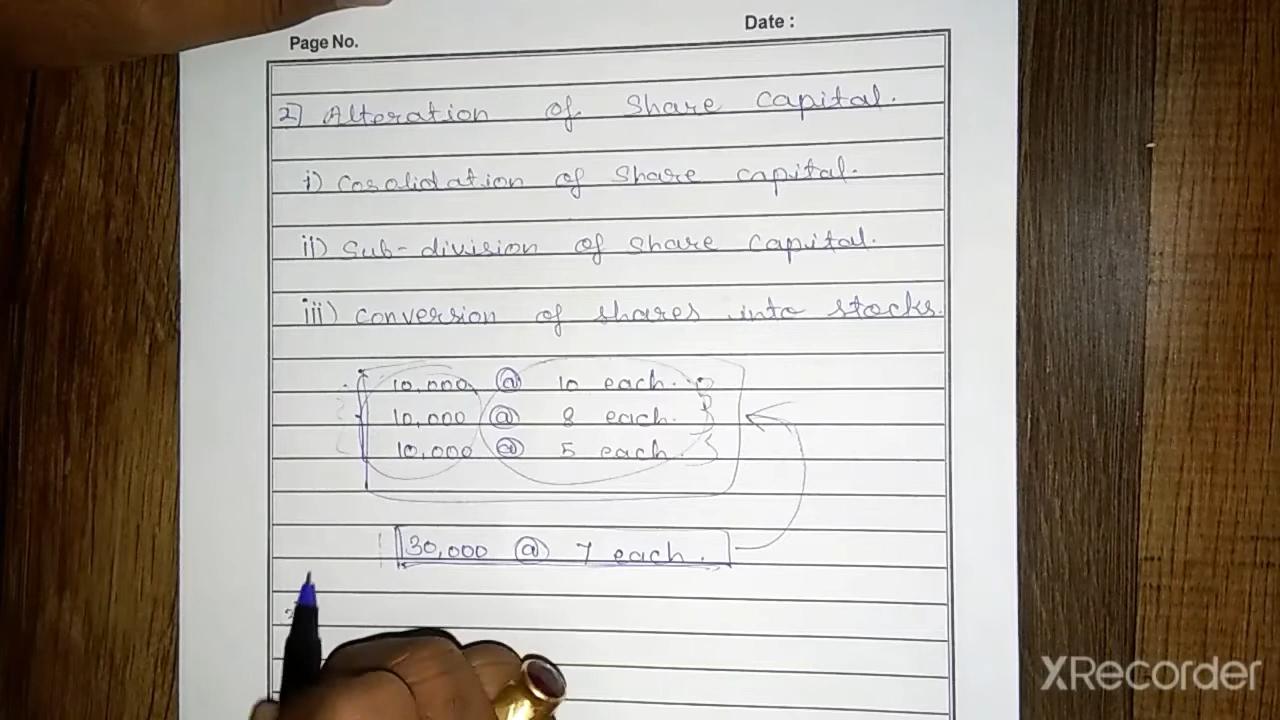 Page No.
Date :
2] Alteration of share capital.
i) Cosolidation of share capital.
ii) Sub-division of share capital.
iii) Conversion of shares into stocks.
10,000 @ 10 each.
10,000 @ 8 each.
10,000 @ 5 each.
30,000 @ 7 each.
XRecorder